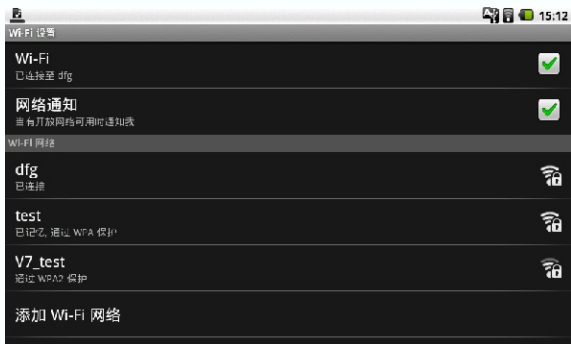 15:12
Wi-Fi 设置
Wi-Fi
已连接至 dfg
网络通知
当有开放网络可用时通知我
Wi-Fi 网络
dfg
已连接
test
已记忆, 通过 WPA 保护
V7_test
通过 WPA2 保护
添加 Wi-Fi 网络